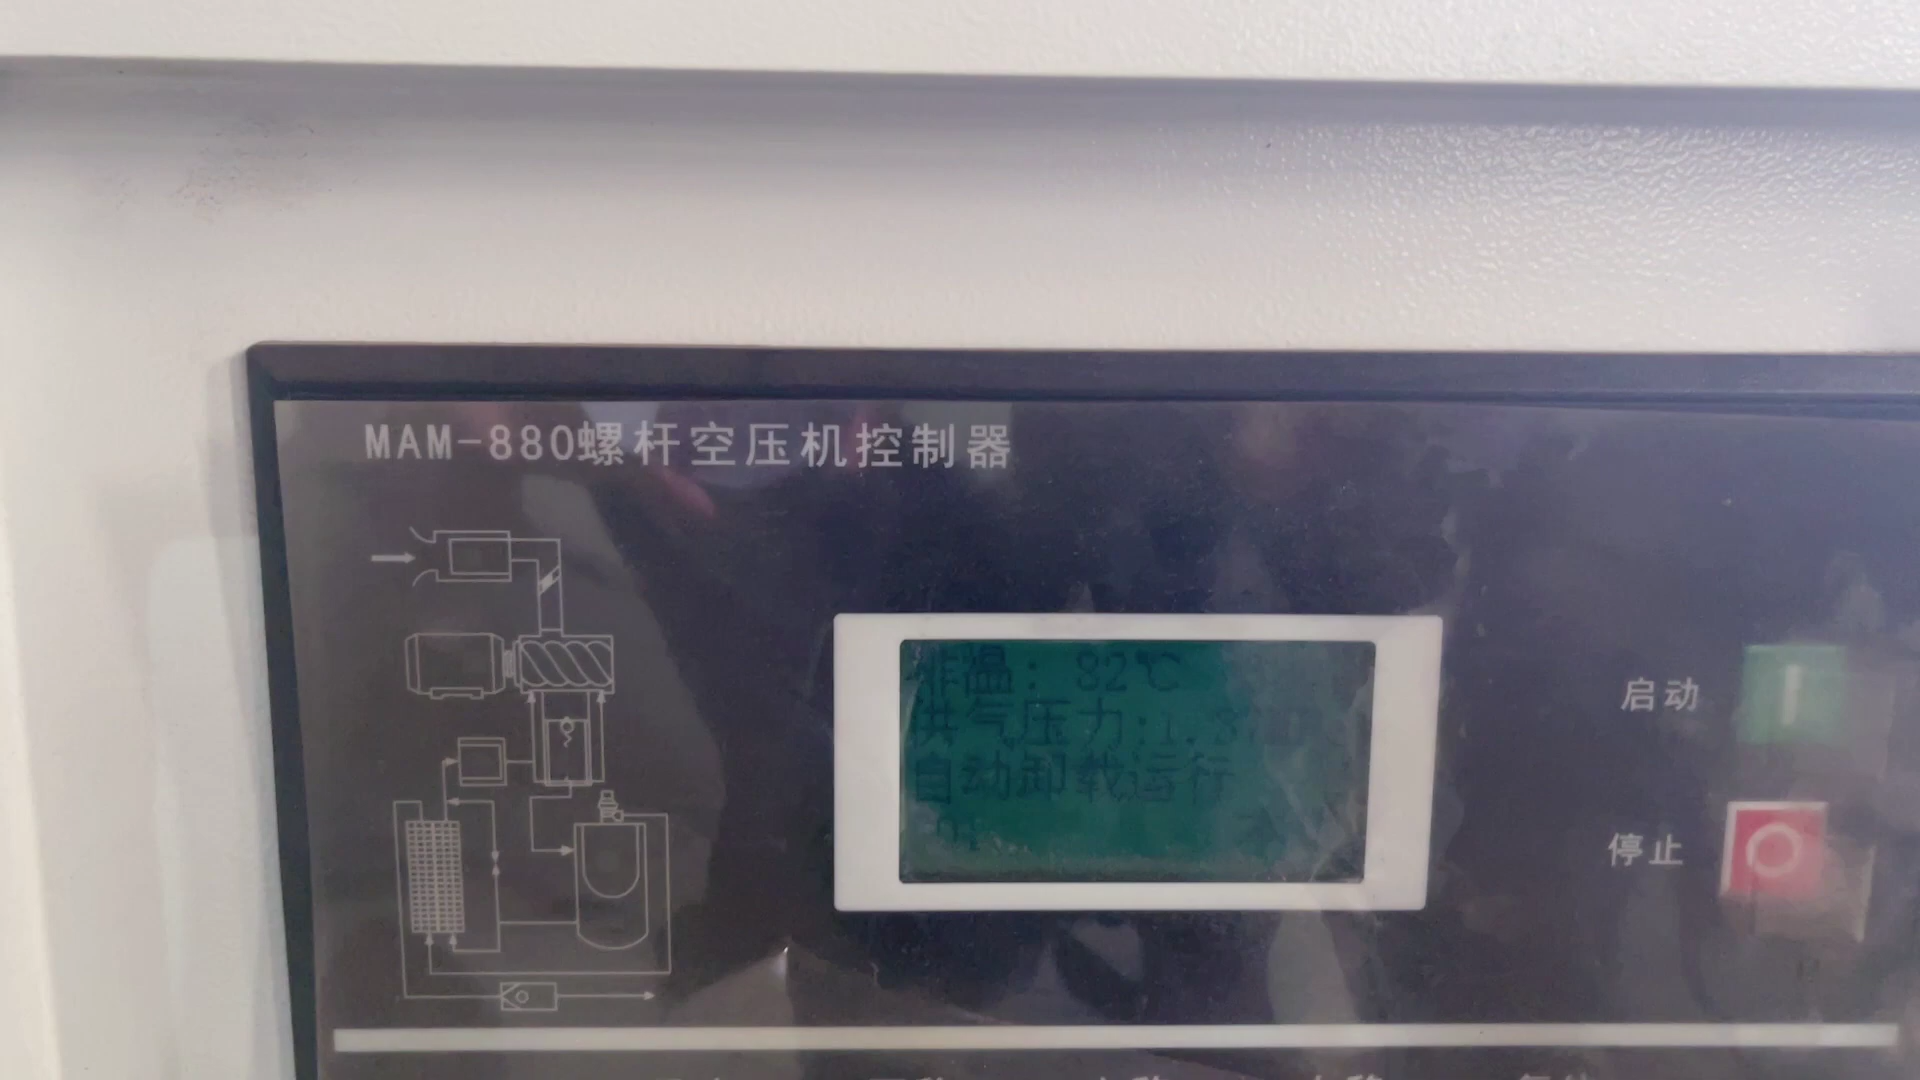 MAM-880螺杆空压机控制器
排温: 82℃
供气压力:1.
自动卸载运行
启动
停止